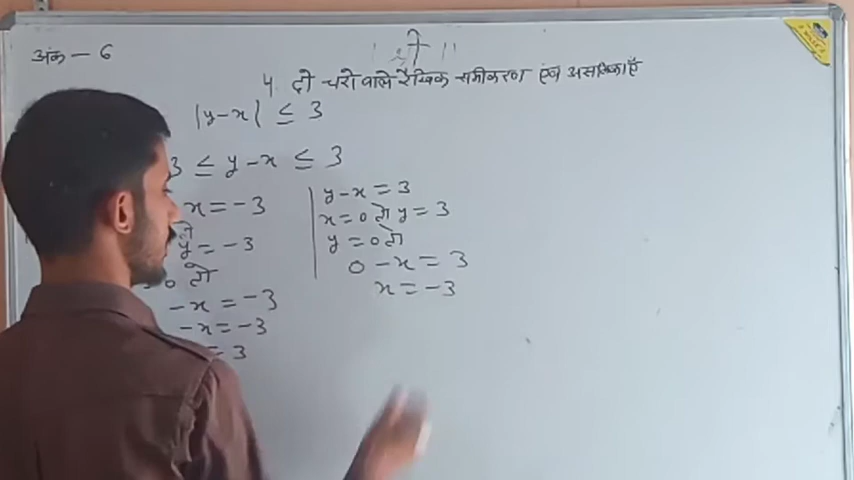 अंक - 6
श्री
4 दो चरो वाले रैखिक समीकरण एवं असमिकाएँ
|y-x| ≤ 3
3 ≤ y-x ≤ 3
x = -3
y = -3
0 तो
-x = -3
-x = -3
= 3
y-x = 3
x = 0 तो y = 3
y = 0 तो
0 - x = 3
x = -3